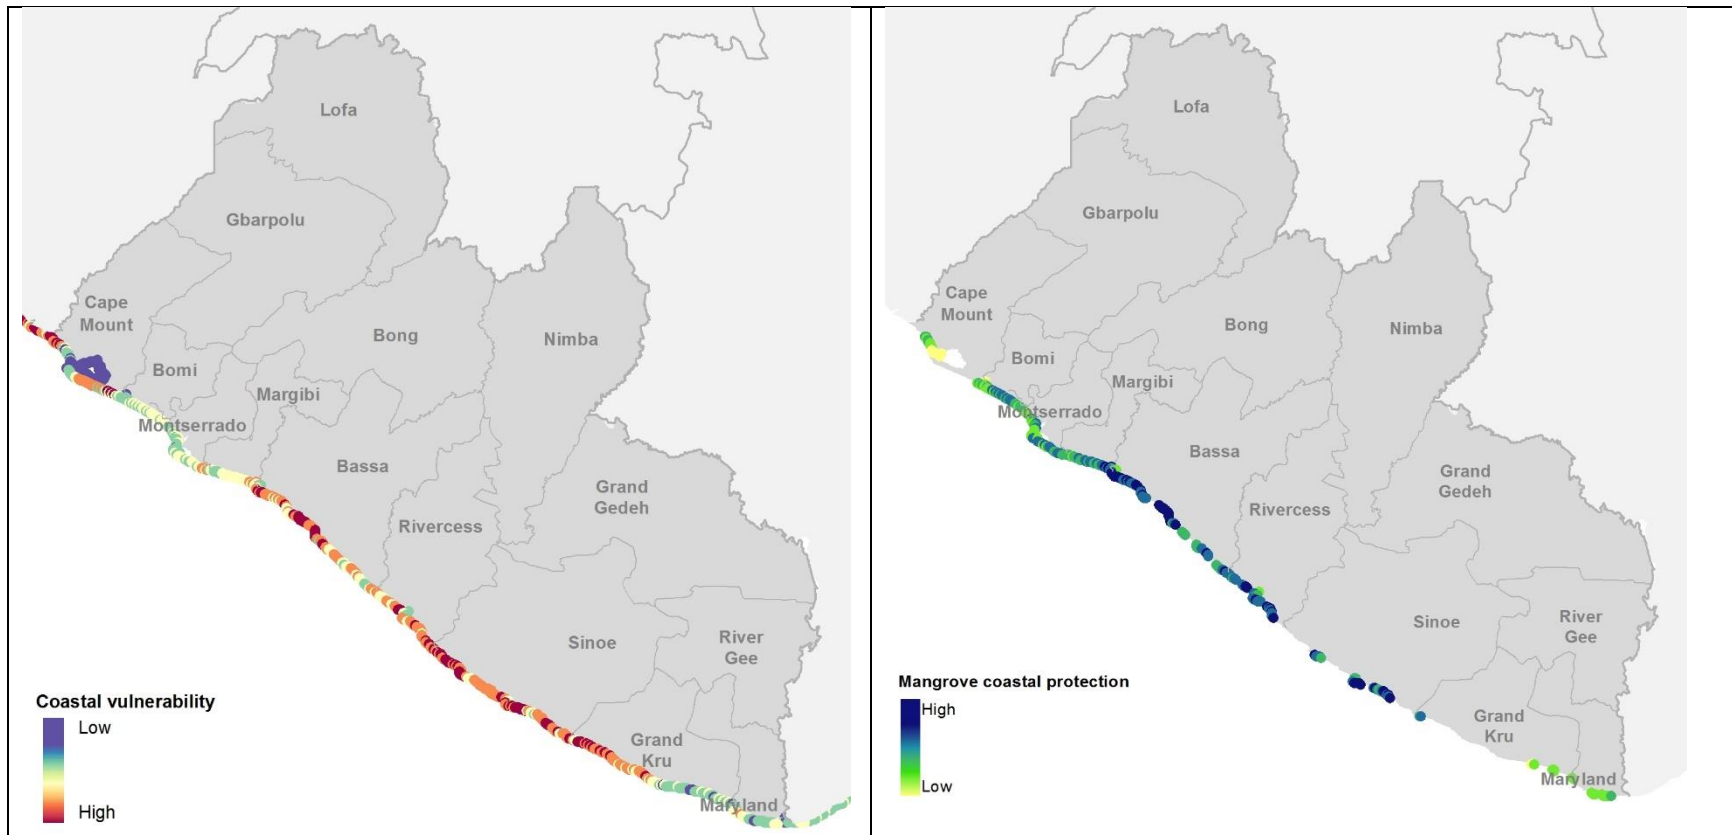 Lofa
Gbarpolu
Cape
Mount
Bomi
Bong
Nimba
Margibi
Montserrado
Bassa
Grand
Gedeh
Rivercess
Sinoe
River
Gee
Grand
Kru
Maryland
Coastal vulnerability
Low
High
Lofa
Gbarpolu
Cape
Mount
Bomi
Bong
Nimba
Margibi
Montserrado
Bassa
Grand
Gedeh
Rivercess
Sinoe
River
Gee
Grand
Kru
Maryland
Mangrove coastal protection
High
Low